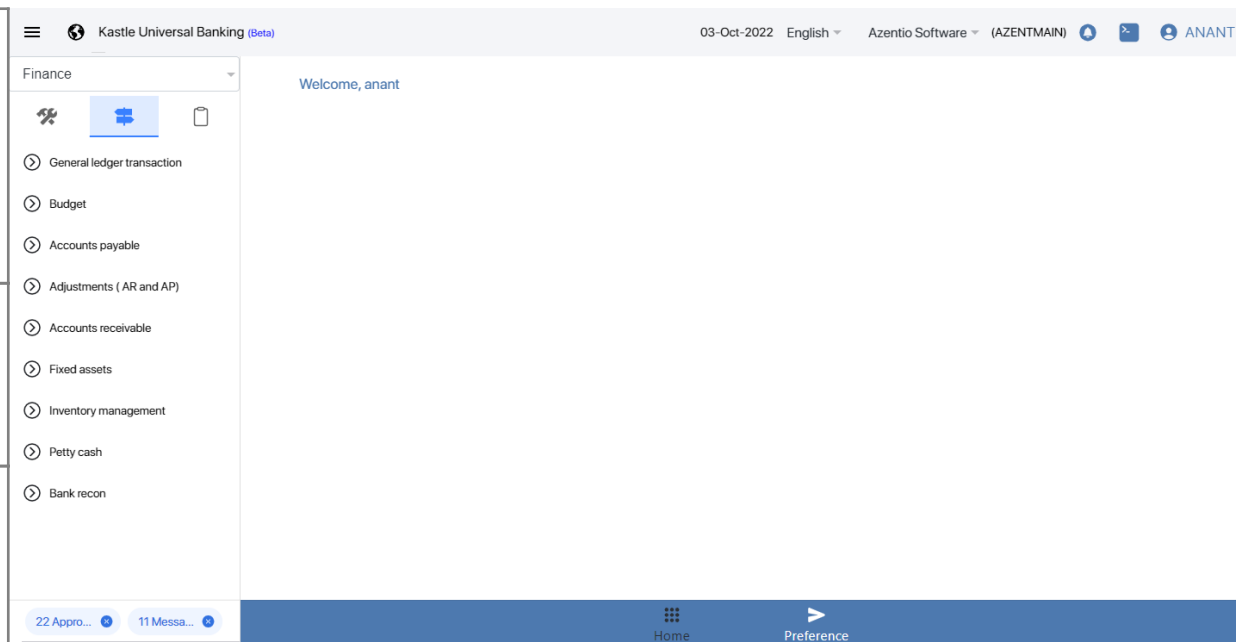 Kastle Universal Banking (Beta)
03-Oct-2022 English Azentio Software (AZENTMAIN) ANANT
Finance
Welcome, anant
General ledger transaction
Budget
Accounts payable
Adjustments ( AR and AP)
Accounts receivable
Fixed assets
Inventory management
Petty cash
Bank recon
22 Appro... 11 Messa...
Home Preference